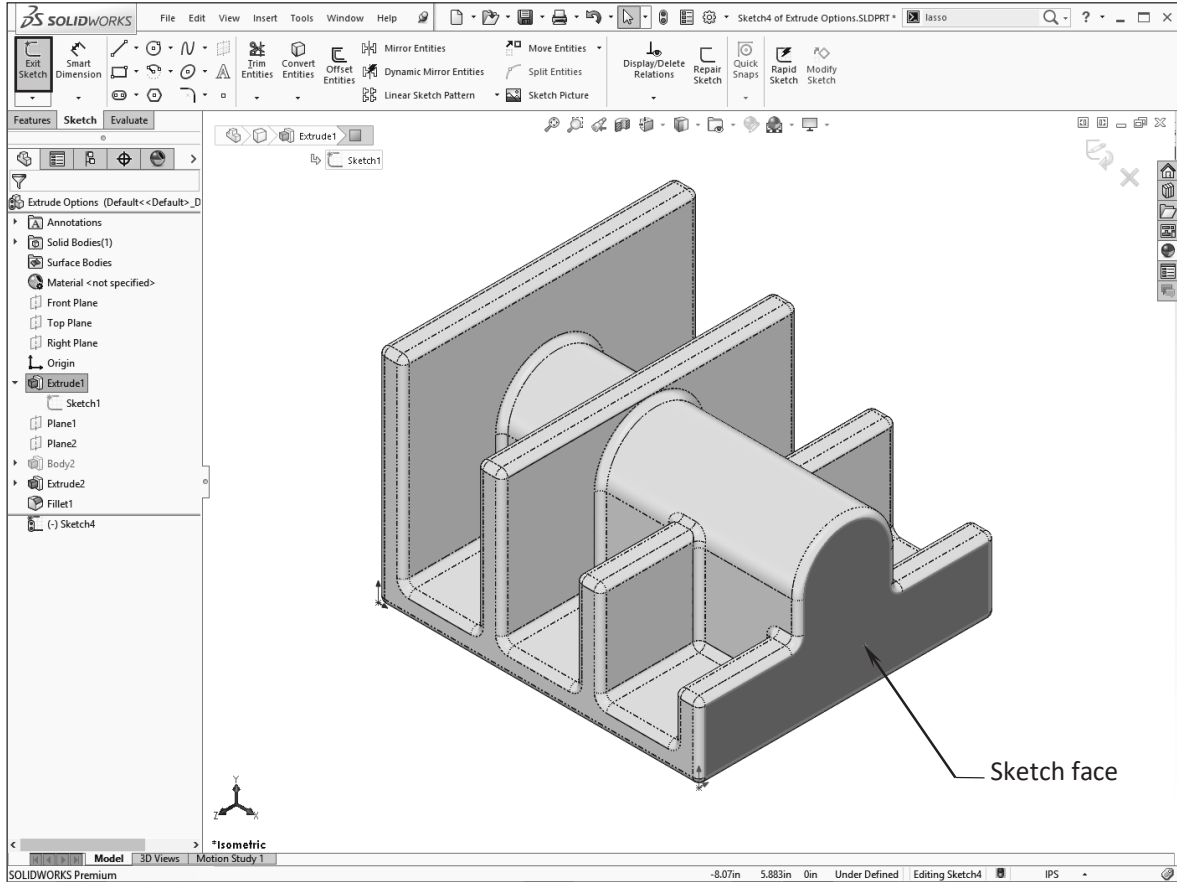 SOLIDWORKS File Edit View Insert Tools Window Help Sketch4 of Extrude Options.SLDPRT * lasso ?
Exit Sketch
Smart Dimension
Trim Entities
Convert Entities
Offset Entities
Mirror Entities
Dynamic Mirror Entities
Linear Sketch Pattern
Move Entities
Split Entities
Sketch Picture
Display/Delete Relations
Repair Sketch
Quick Snaps
Rapid Sketch
Modify Sketch
Features Sketch Evaluate
Extrude1
Sketch1
Extrude Options (Default<<Default>_D
Annotations
Solid Bodies(1)
Surface Bodies
Material <not specified>
Front Plane
Top Plane
Right Plane
Origin
Extrude1
Sketch1
Plane1
Plane2
Body2
Extrude2
Fillet1
(-) Sketch4
Sketch face
Y
Z
X
*Isometric
Model 3D Views Motion Study 1
SOLIDWORKS Premium -8.07in 5.883in 0in Under Defined Editing Sketch4 IPS